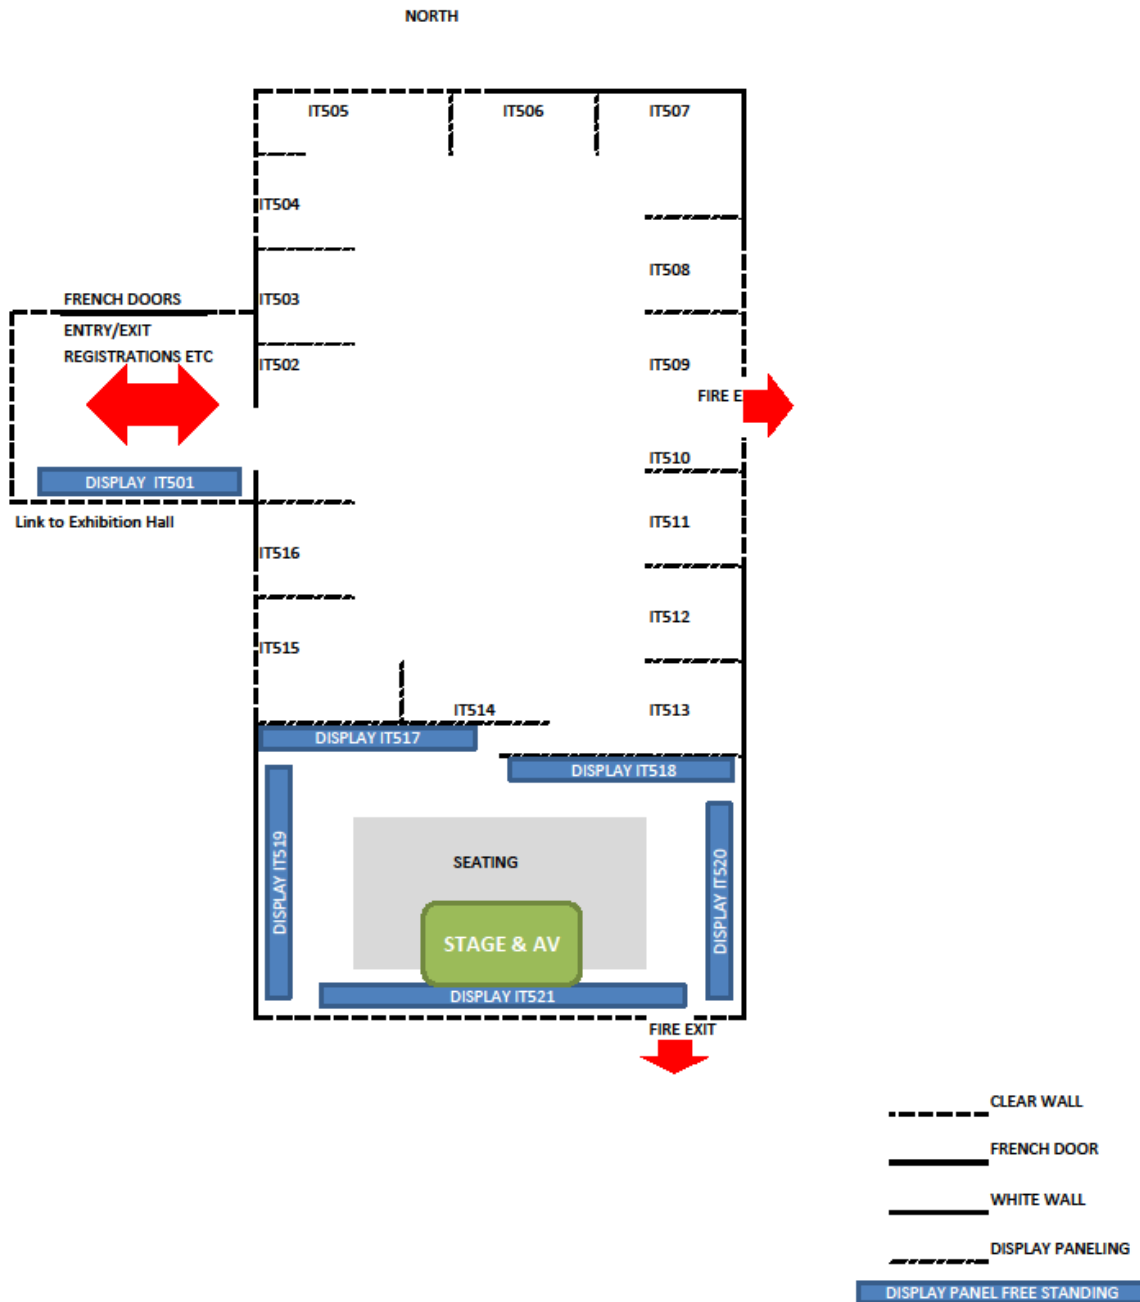 NORTH
IT505
IT506
IT507
IT504
IT508
FRENCH DOORS
IT503
ENTRY/EXIT
REGISTRATIONS ETC
IT502
IT509
FIRE E
IT510
DISPLAY IT501
Link to Exhibition Hall
IT511
IT516
IT512
IT515
IT514
IT513
DISPLAY IT517
DISPLAY IT518
SEATING
DISPLAY IT519
DISPLAY IT520
STAGE & AV
DISPLAY IT521
FIRE EXIT
CLEAR WALL
FRENCH DOOR
WHITE WALL
DISPLAY PANELING
DISPLAY PANEL FREE STANDING